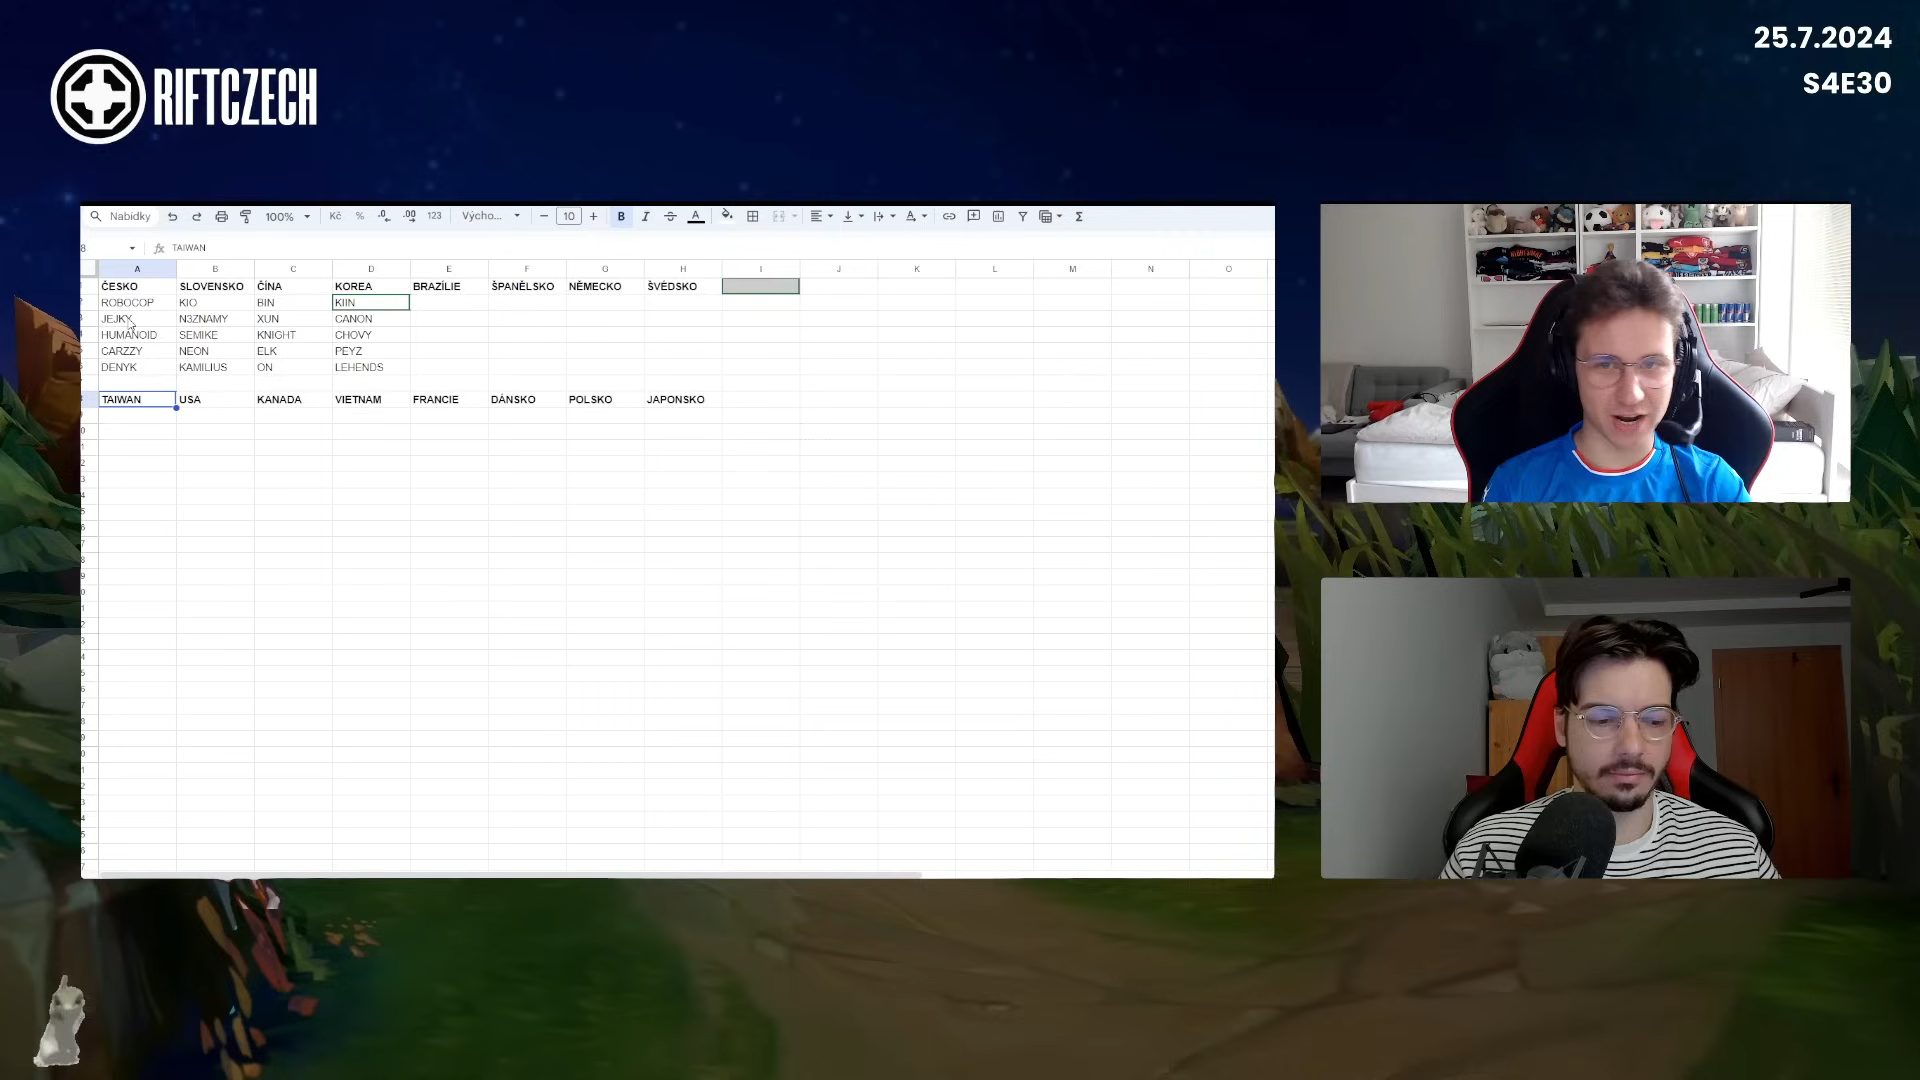 RIFTCZECH
25.7.2024
S4E30
Nabídky 100% Kč % .0 .00 123 Výcho... 10 B I A Σ
8 fx TAIWAN
A B C D E F G H I J K L M N O
ČESKO SLOVENSKO ČÍNA KOREA BRAZÍLIE ŠPANĚLSKO NĚMECKO ŠVÉDSKO
ROBOCOP KIO BIN KIIN
JEJKY N3ZNAMY XUN CANON
HUMANOID SEMIKE KNIGHT CHOVY
CARZZY NEON ELK PEYZ
DENYK KAMILIUS ON LEHENDS
TAIWAN USA KANADA VIETNAM FRANCIE DÁNSKO POLSKO JAPONSKO